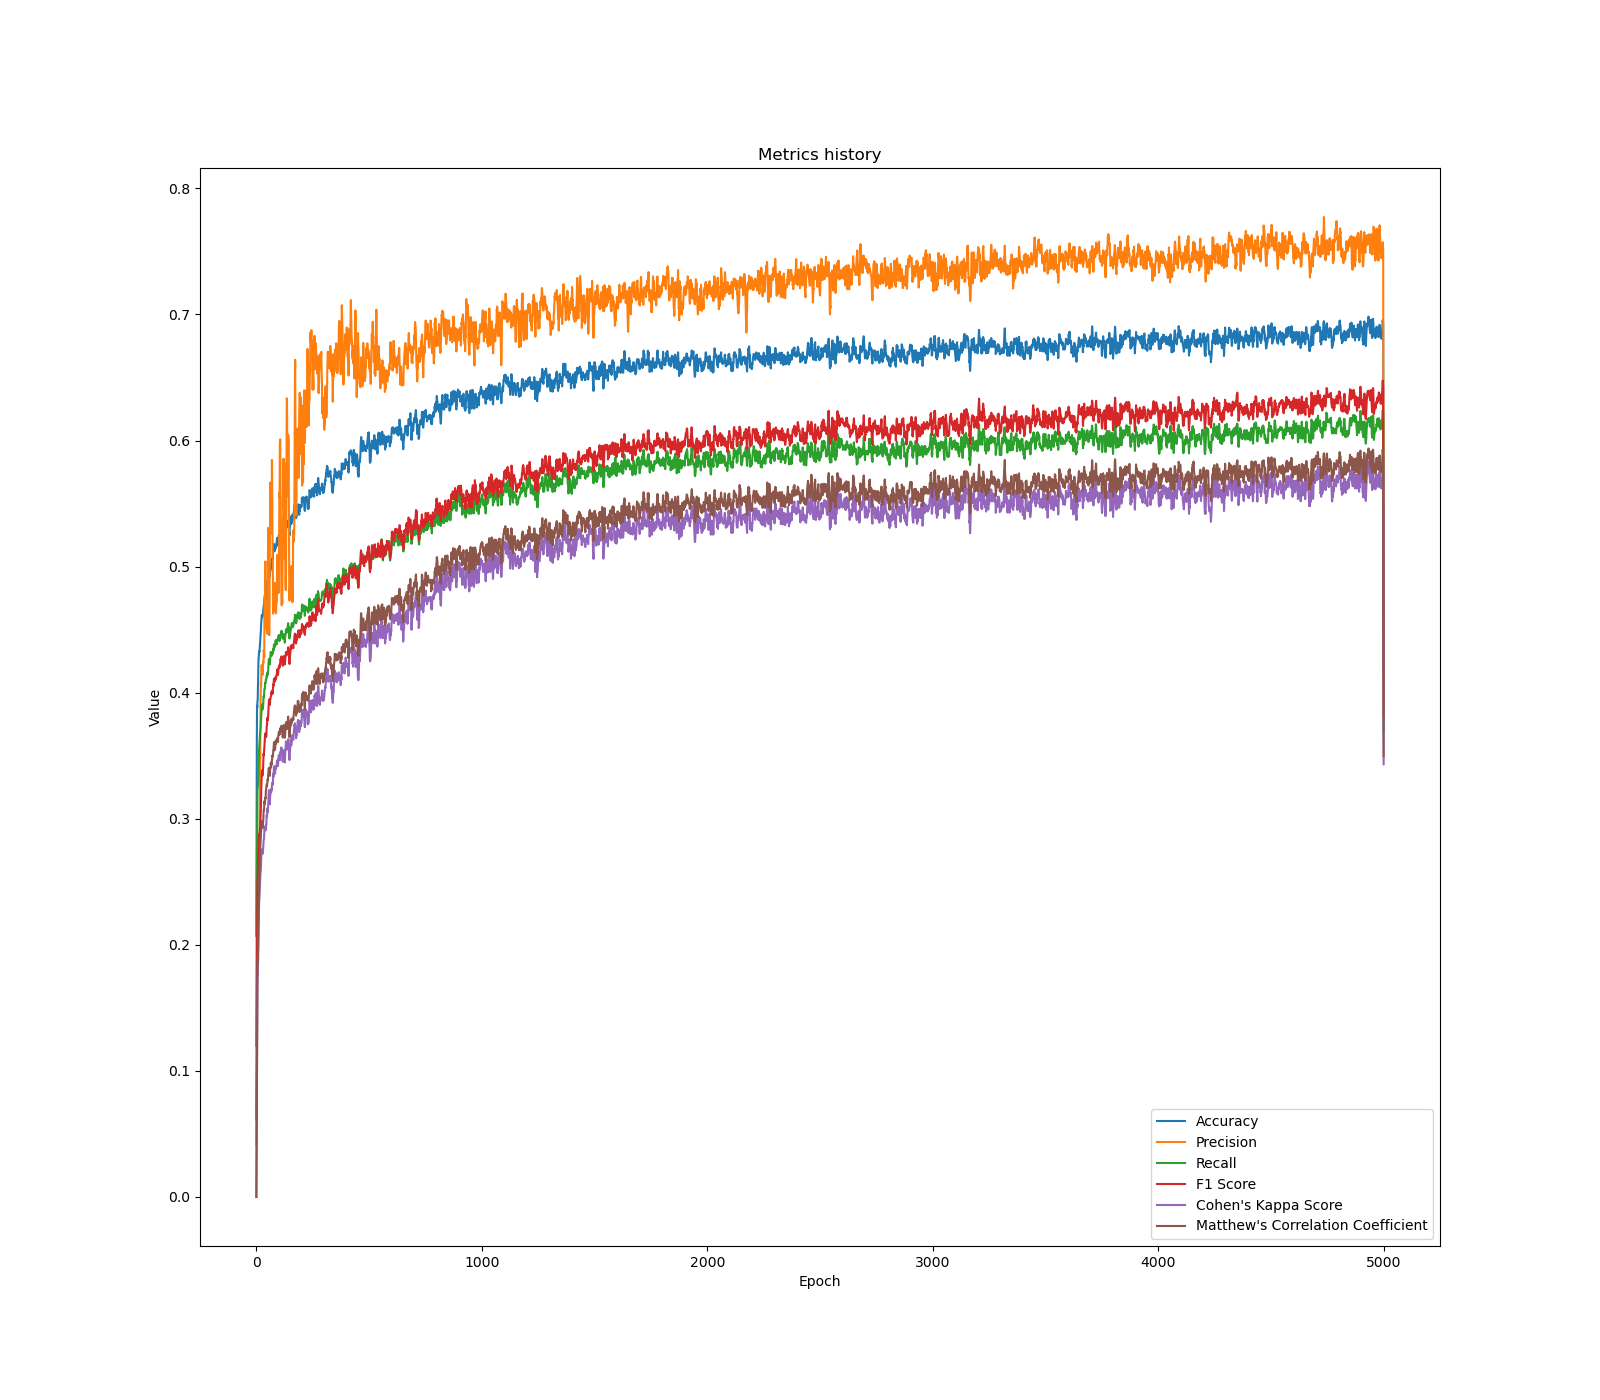 Metrics history
0.8
0.7
0.6
0.5
0.4
0.3
0.2
0.1
0.0
Value
0 1000 2000 3000 4000 5000
Epoch
Accuracy
Precision
Recall
F1 Score
Cohen's Kappa Score
Matthew's Correlation Coefficient